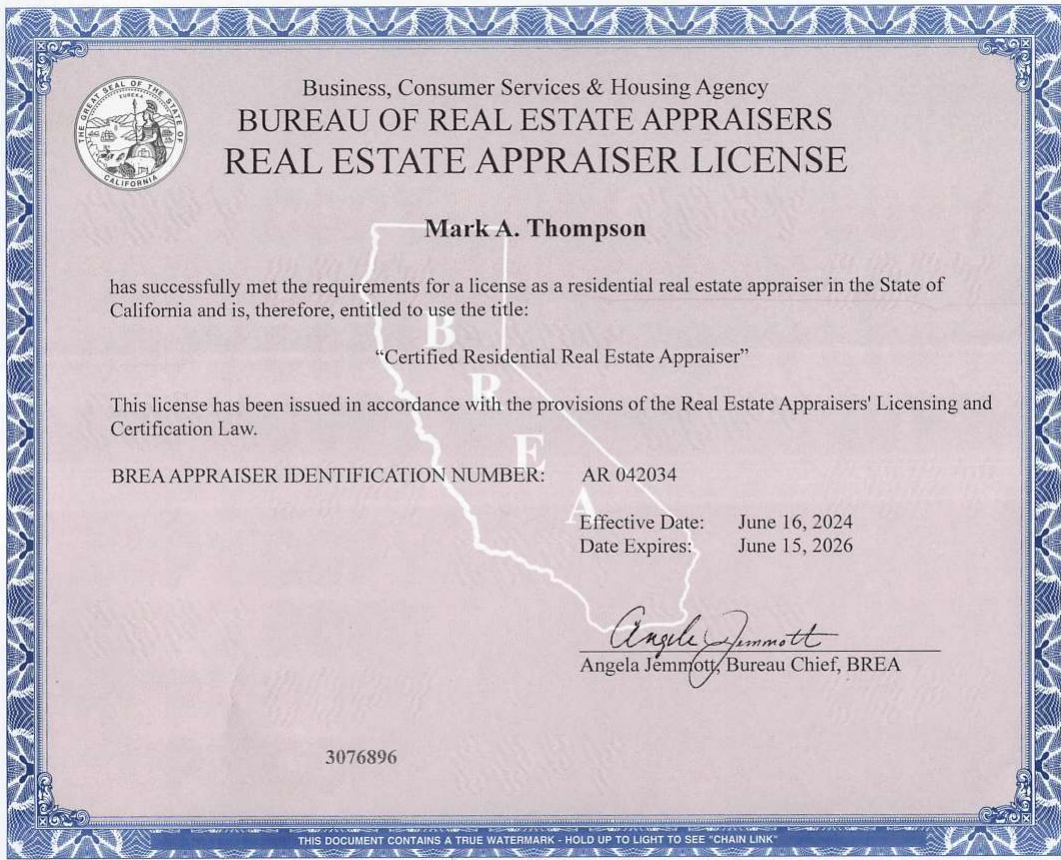 THE GREAT SEAL OF THE STATE OF CALIFORNIA
EUREKA
Business, Consumer Services & Housing Agency
BUREAU OF REAL ESTATE APPRAISERS
REAL ESTATE APPRAISER LICENSE
Mark A. Thompson
has successfully met the requirements for a license as a residential real estate appraiser in the State of
California and is, therefore, entitled to use the title:
“Certified Residential Real Estate Appraiser”
This license has been issued in accordance with the provisions of the Real Estate Appraisers' Licensing and
Certification Law.
BREA APPRAISER IDENTIFICATION NUMBER: AR 042034
Effective Date: June 16, 2024
Date Expires: June 15, 2026
B
R
E
A
Angela Jemmott
Angela Jemmott, Bureau Chief, BREA
3076896
THIS DOCUMENT CONTAINS A TRUE WATERMARK - HOLD UP TO LIGHT TO SEE "CHAIN LINK"